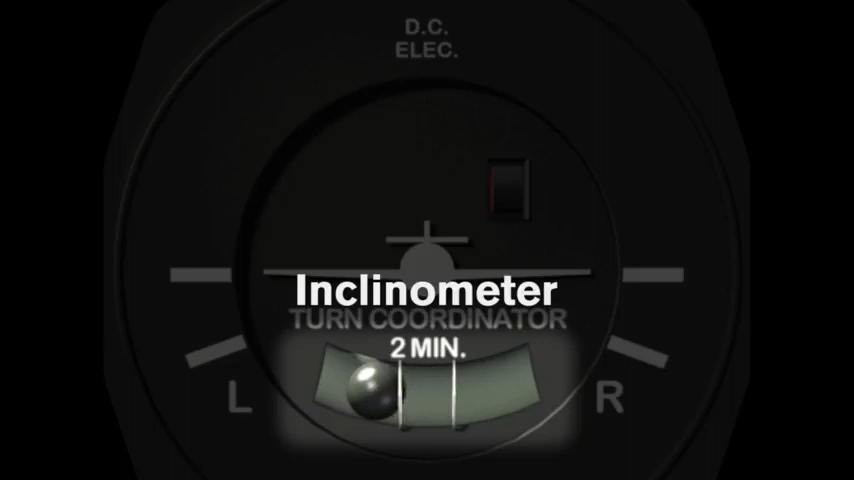 D.C.
ELEC.
Inclinometer
TURN COORDINATOR
2 MIN.
L
R